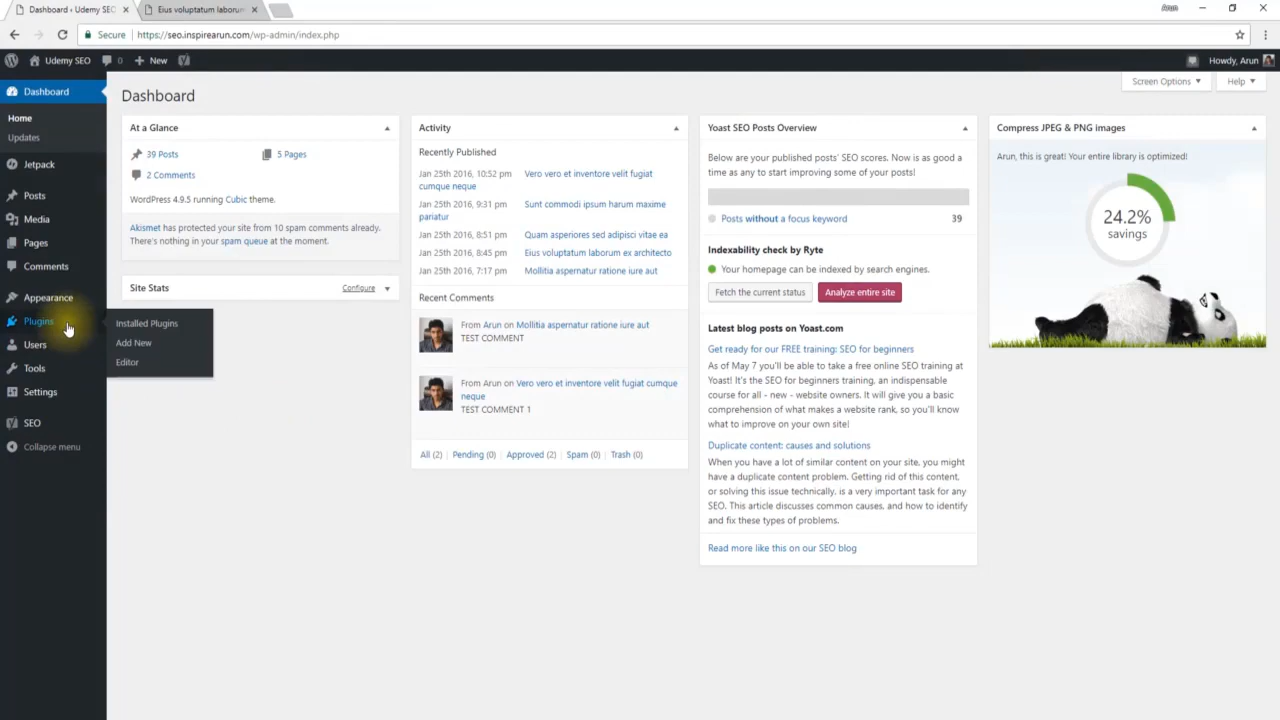 Dashboard ‹ Udemy SEO
Eius voluptatum laborum
Arun
Secure
https://seo.inspirearun.com/wp-admin/index.php
Udemy SEO
0
New
Howdy, Arun
Dashboard
Home
Updates
Jetpack
Posts
Media
Pages
Comments
Appearance
Plugins
Users
Tools
Settings
SEO
Collapse menu
Installed Plugins
Add New
Editor
Dashboard
Screen Options
Help
At a Glance
39 Posts
5 Pages
2 Comments
WordPress 4.9.5 running Cubic theme.
Akismet has protected your site from 10 spam comments already.
There's nothing in your spam queue at the moment.
Site Stats
Configure
Activity
Recently Published
Jan 25th 2016, 10:52 pm Vero vero et inventore velit fugiat
cumque neque
Jan 25th 2016, 9:31 pm Sunt commodi ipsum harum maxime
pariatur
Jan 25th 2016, 8:51 pm Quam asperiores sed adipisci vitae ea
Jan 25th 2016, 8:45 pm Eius voluptatum laborum ex architecto
Jan 25th 2016, 7:17 pm Mollitia aspernatur ratione iure aut
Recent Comments
From Arun on Mollitia aspernatur ratione iure aut
TEST COMMENT
From Arun on Vero vero et inventore velit fugiat cumque
neque
TEST COMMENT 1
All (2) | Pending (0) | Approved (2) | Spam (0) | Trash (0)
Yoast SEO Posts Overview
Below are your published posts' SEO scores. Now is as good a
time as any to start improving some of your posts!
Posts without a focus keyword 39
Indexability check by Ryte
Your homepage can be indexed by search engines.
Fetch the current status
Analyze entire site
Latest blog posts on Yoast.com
Get ready for our FREE training: SEO for beginners
As of May 7 you'll be able to take a free online SEO training at
Yoast! It's the SEO for beginners training, an indispensable
course for all - new - website owners. It will give you a basic
comprehension of what makes a website rank, so you'll know
what to improve on your own site!
Duplicate content: causes and solutions
When you have a lot of similar content on your site, you might
have a duplicate content problem. Getting rid of this content,
or solving this issue technically, is a very important task for any
SEO. This article discusses common causes, and how to identify
and fix these types of problems.
Read more like this on our SEO blog
Compress JPEG & PNG images
Arun, this is great! Your entire library is optimized!
24.2%
savings